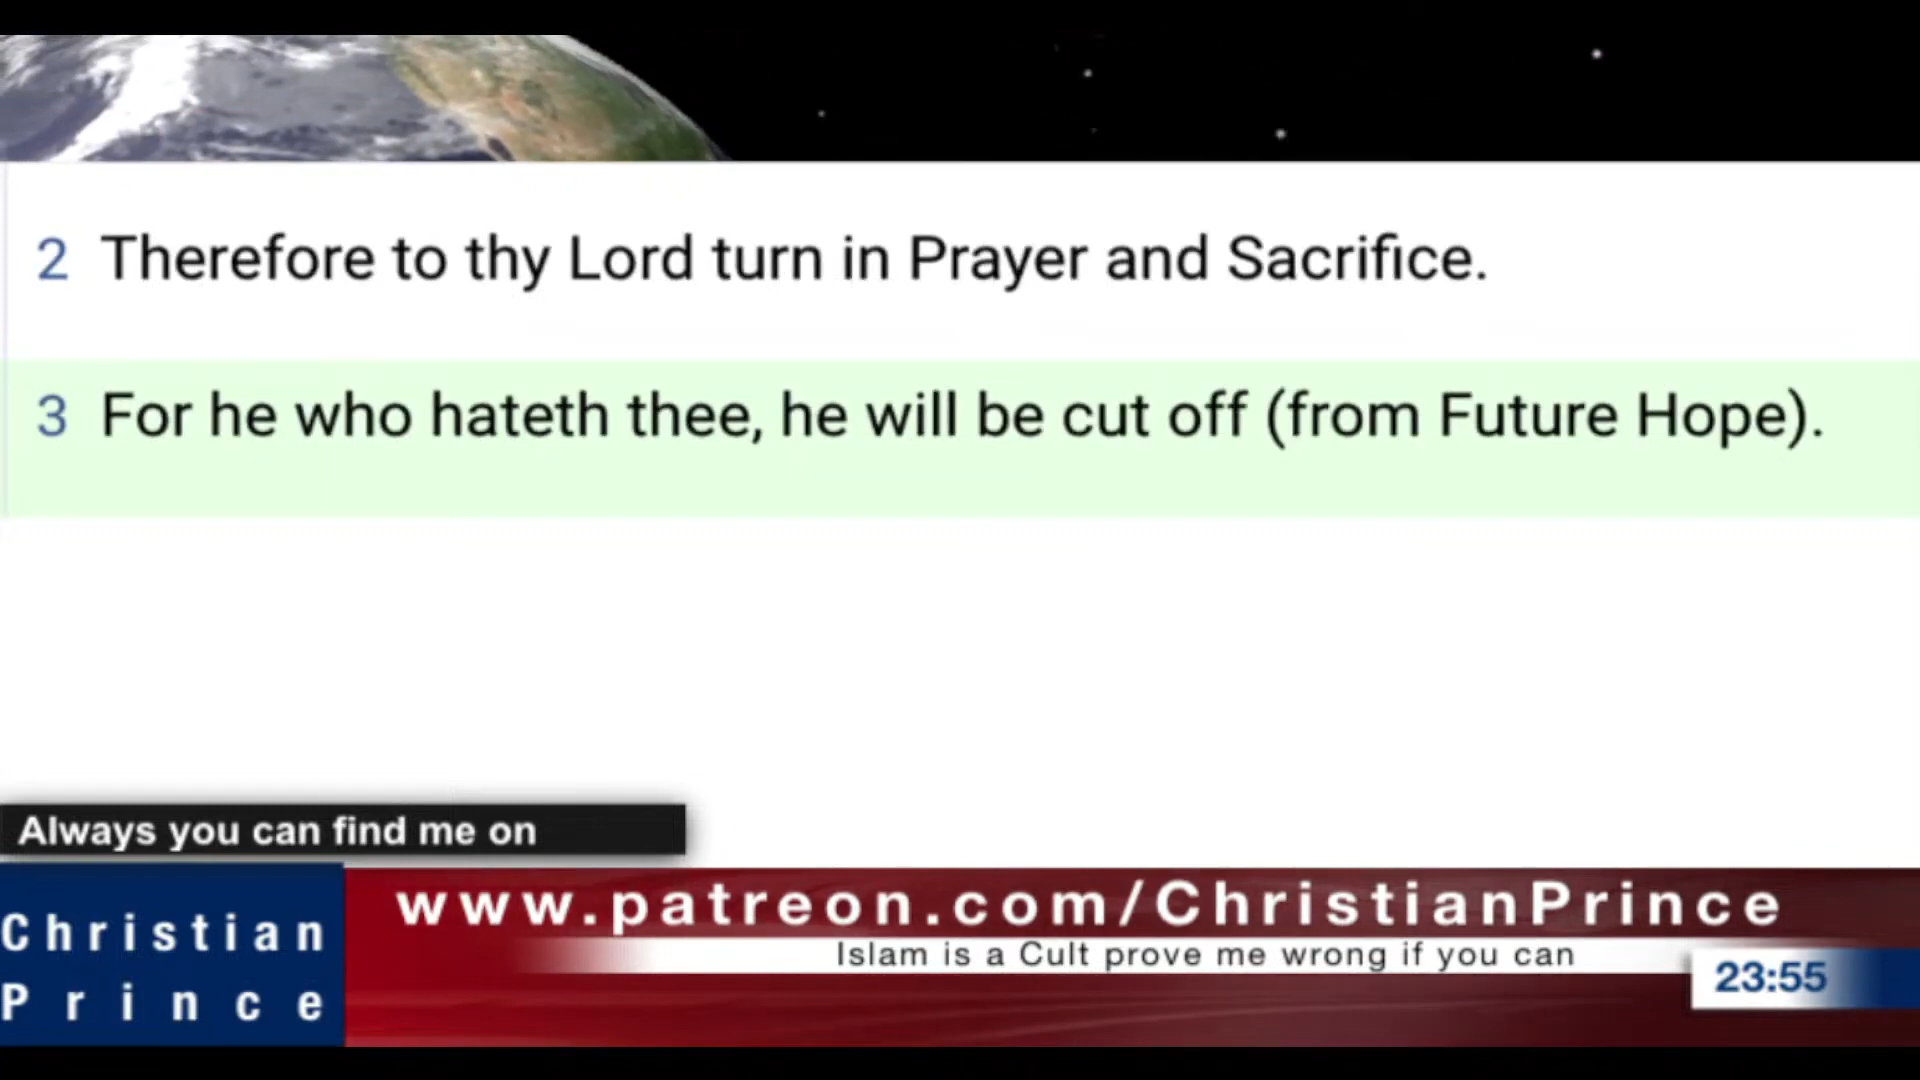 2 Therefore to thy Lord turn in Prayer and Sacrifice.
3 For he who hateth thee, he will be cut off (from Future Hope).
Always you can find me on
Christian
Prince
www.patreon.com/ChristianPrince
Islam is a Cult prove me wrong if you can
23:55